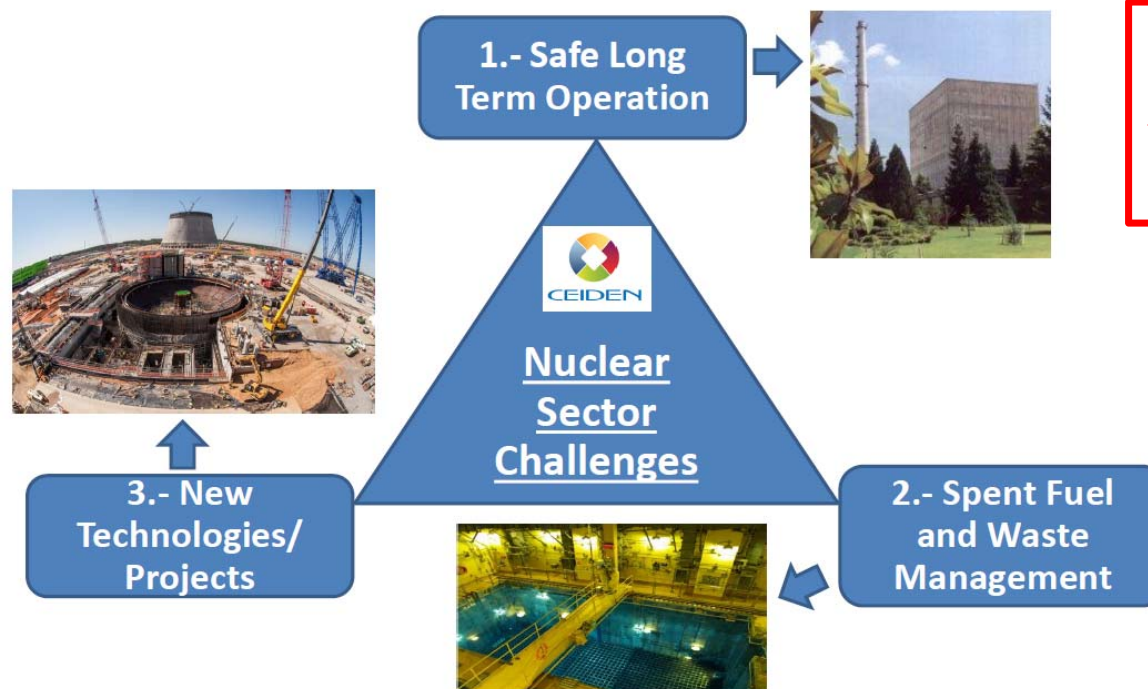 1.- Safe Long
Term Operation
CEIDEN
Nuclear
Sector
Challenges
3.- New
Technologies/
Projects
2.- Spent Fuel
and Waste
Management